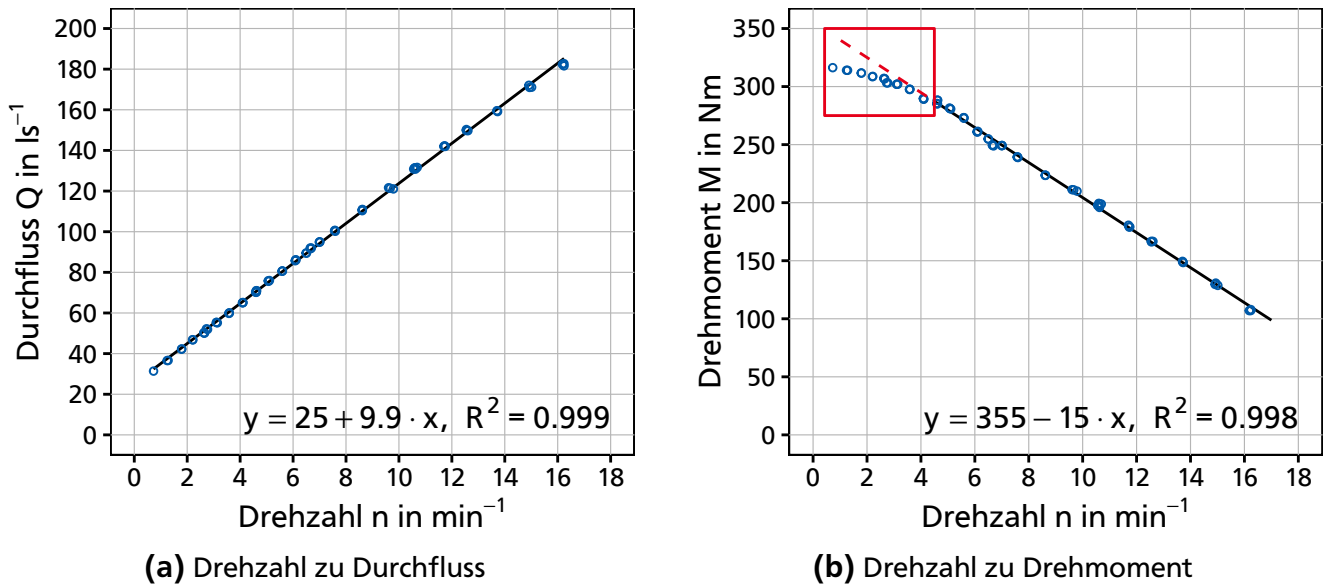 200
180
160
140
120
100
80
60
40
20
0
Durchfluss Q in ls⁻¹
y = 25 + 9.9 · x, R² = 0.999
0 2 4 6 8 10 12 14 16 18
Drehzahl n in min⁻¹
(a) Drehzahl zu Durchfluss
350
300
250
200
150
100
50
0
Drehmoment M in Nm
y = 355 − 15 · x, R² = 0.998
0 2 4 6 8 10 12 14 16 18
Drehzahl n in min⁻¹
(b) Drehzahl zu Drehmoment